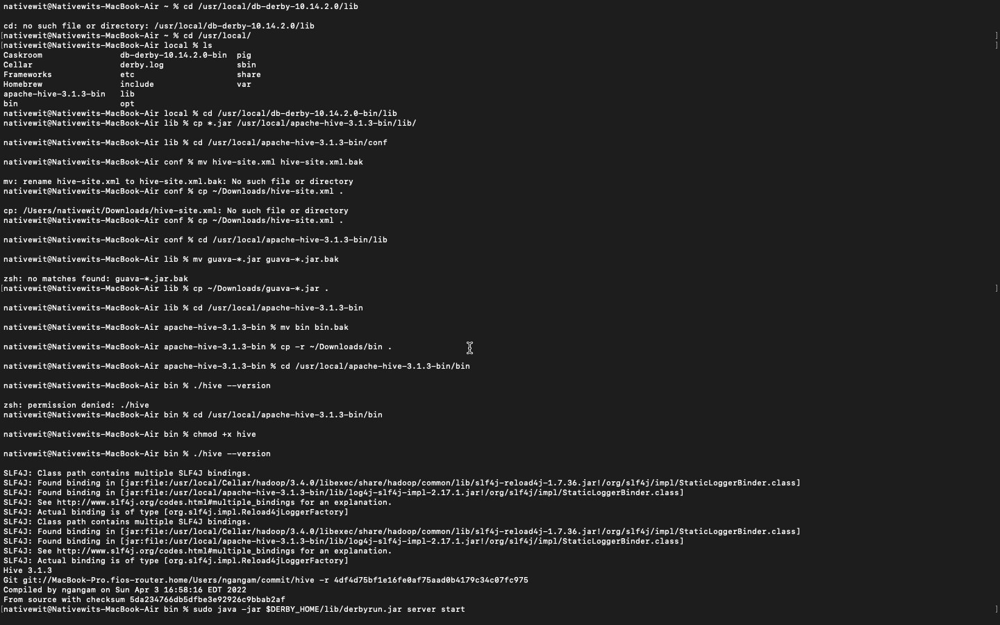 nativewit@Nativewits-MacBook-Air ~ % cd /usr/local/db-derby-10.14.2.0/lib
cd: no such file or directory: /usr/local/db-derby-10.14.2.0/lib
[nativewit@Nativewits-MacBook-Air ~ % cd /usr/local/ ]
[nativewit@Nativewits-MacBook-Air local % ls ]
Caskroom db-derby-10.14.2.0-bin pig
Cellar derby.log sbin
Frameworks etc share
Homebrew include var
apache-hive-3.1.3-bin lib
bin opt
nativewit@Nativewits-MacBook-Air local % cd /usr/local/db-derby-10.14.2.0-bin/lib
nativewit@Nativewits-MacBook-Air lib % cp *.jar /usr/local/apache-hive-3.1.3-bin/lib/
nativewit@Nativewits-MacBook-Air lib % cd /usr/local/apache-hive-3.1.3-bin/conf
nativewit@Nativewits-MacBook-Air conf % mv hive-site.xml hive-site.xml.bak
mv: rename hive-site.xml to hive-site.xml.bak: No such file or directory
nativewit@Nativewits-MacBook-Air conf % cp ~/Downloads/hive-site.xml .
cp: /Users/nativewit/Downloads/hive-site.xml: No such file or directory
nativewit@Nativewits-MacBook-Air conf % cp ~/Downloads/hive-site.xml .
nativewit@Nativewits-MacBook-Air conf % cd /usr/local/apache-hive-3.1.3-bin/lib
nativewit@Nativewits-MacBook-Air lib % mv guava-*.jar guava-*.jar.bak
zsh: no matches found: guava-*.jar.bak
[nativewit@Nativewits-MacBook-Air lib % cp ~/Downloads/guava-*.jar . ]
nativewit@Nativewits-MacBook-Air lib % cd /usr/local/apache-hive-3.1.3-bin
nativewit@Nativewits-MacBook-Air apache-hive-3.1.3-bin % mv bin bin.bak
nativewit@Nativewits-MacBook-Air apache-hive-3.1.3-bin % cp -r ~/Downloads/bin .
nativewit@Nativewits-MacBook-Air apache-hive-3.1.3-bin % cd /usr/local/apache-hive-3.1.3-bin/bin
nativewit@Nativewits-MacBook-Air bin % ./hive --version
zsh: permission denied: ./hive
nativewit@Nativewits-MacBook-Air bin % cd /usr/local/apache-hive-3.1.3-bin/bin
nativewit@Nativewits-MacBook-Air bin % chmod +x hive
nativewit@Nativewits-MacBook-Air bin % ./hive --version
SLF4J: Class path contains multiple SLF4J bindings.
SLF4J: Found binding in [jar:file:/usr/local/Cellar/hadoop/3.4.0/libexec/share/hadoop/common/lib/slf4j-reload4j-1.7.36.jar!/org/slf4j/impl/StaticLoggerBinder.class]
SLF4J: Found binding in [jar:file:/usr/local/apache-hive-3.1.3-bin/lib/log4j-slf4j-impl-2.17.1.jar!/org/slf4j/impl/StaticLoggerBinder.class]
SLF4J: See http://www.slf4j.org/codes.html#multiple_bindings for an explanation.
SLF4J: Actual binding is of type [org.slf4j.impl.Reload4jLoggerFactory]
SLF4J: Class path contains multiple SLF4J bindings.
SLF4J: Found binding in [jar:file:/usr/local/Cellar/hadoop/3.4.0/libexec/share/hadoop/common/lib/slf4j-reload4j-1.7.36.jar!/org/slf4j/impl/StaticLoggerBinder.class]
SLF4J: Found binding in [jar:file:/usr/local/apache-hive-3.1.3-bin/lib/log4j-slf4j-impl-2.17.1.jar!/org/slf4j/impl/StaticLoggerBinder.class]
SLF4J: See http://www.slf4j.org/codes.html#multiple_bindings for an explanation.
SLF4J: Actual binding is of type [org.slf4j.impl.Reload4jLoggerFactory]
Hive 3.1.3
Git git://MacBook-Pro.fios-router.home/Users/ngangam/commit/hive -r 4df4d75bf1e16fe0af75aad0b4179c34c07fc975
Compiled by ngangam on Sun Apr 3 16:58:16 EDT 2022
From source with checksum 5da234766db5dfbe3e92926c9bbab2af
[nativewit@Nativewits-MacBook-Air bin % sudo java -jar $DERBY_HOME/lib/derbyrun.jar server start ]